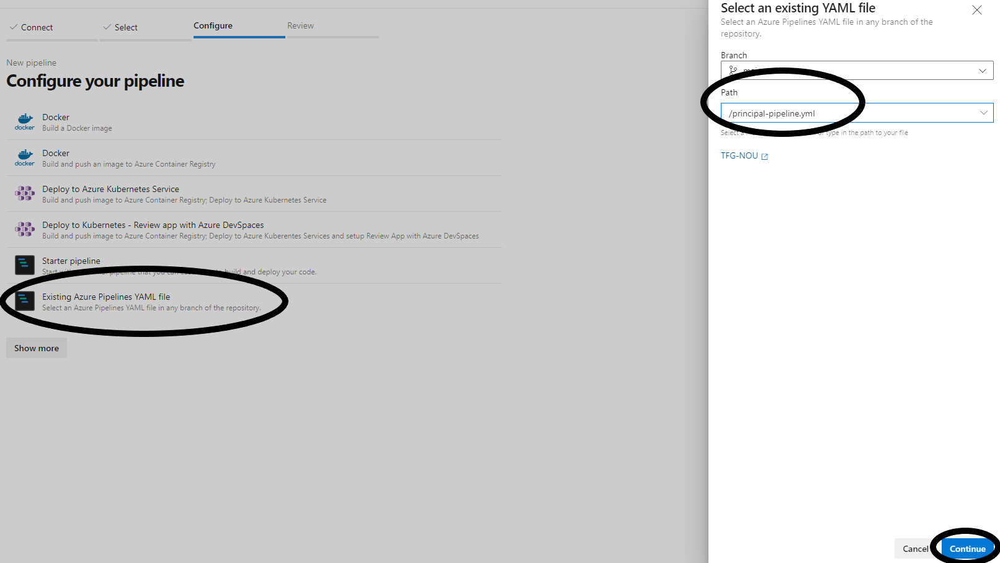 Connect
Select
Configure
Review
New pipeline
Configure your pipeline
docker
Docker
Build a Docker image
docker
Docker
Build and push an image to Azure Container Registry
Deploy to Azure Kubernetes Service
Build and push image to Azure Container Registry; Deploy to Azure Kubernetes Service
Deploy to Kubernetes - Review app with Azure DevSpaces
Build and push image to Azure Container Registry; Deploy to Azure Kuberentes Services and setup Review App with Azure DevSpaces
Starter pipeline
Start pipeline that you can build and deploy your code.
Existing Azure Pipelines YAML file
Select an Azure Pipelines YAML file in any branch of the repository.
Show more
Select an existing YAML file
Select an Azure Pipelines YAML file in any branch of the
repository.
Branch
Path
/principal-pipeline.yml
Select a type in the path to your file
TFG-NOU
Cancel
Continue